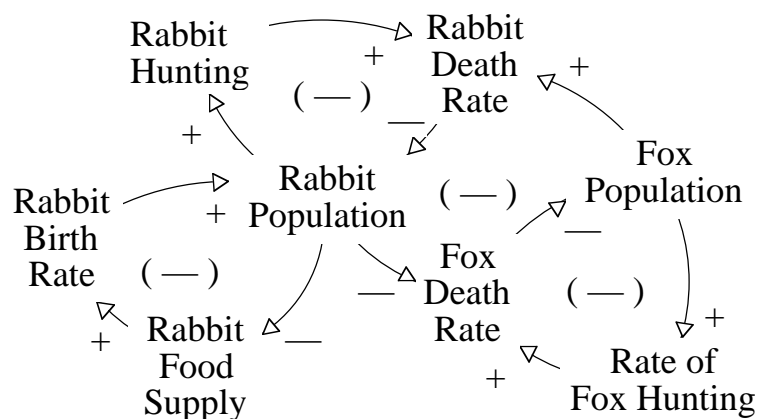 Rabbit
Hunting
+
Rabbit
Death
Rate
+
( — )
—
+
Rabbit
Population
Fox
Population
Rabbit
Birth
Rate
+
( — )
—
( — )
Fox
Death
Rate
—
( — )
+
Rabbit
Food
Supply
—
+
+
Rate of
Fox Hunting